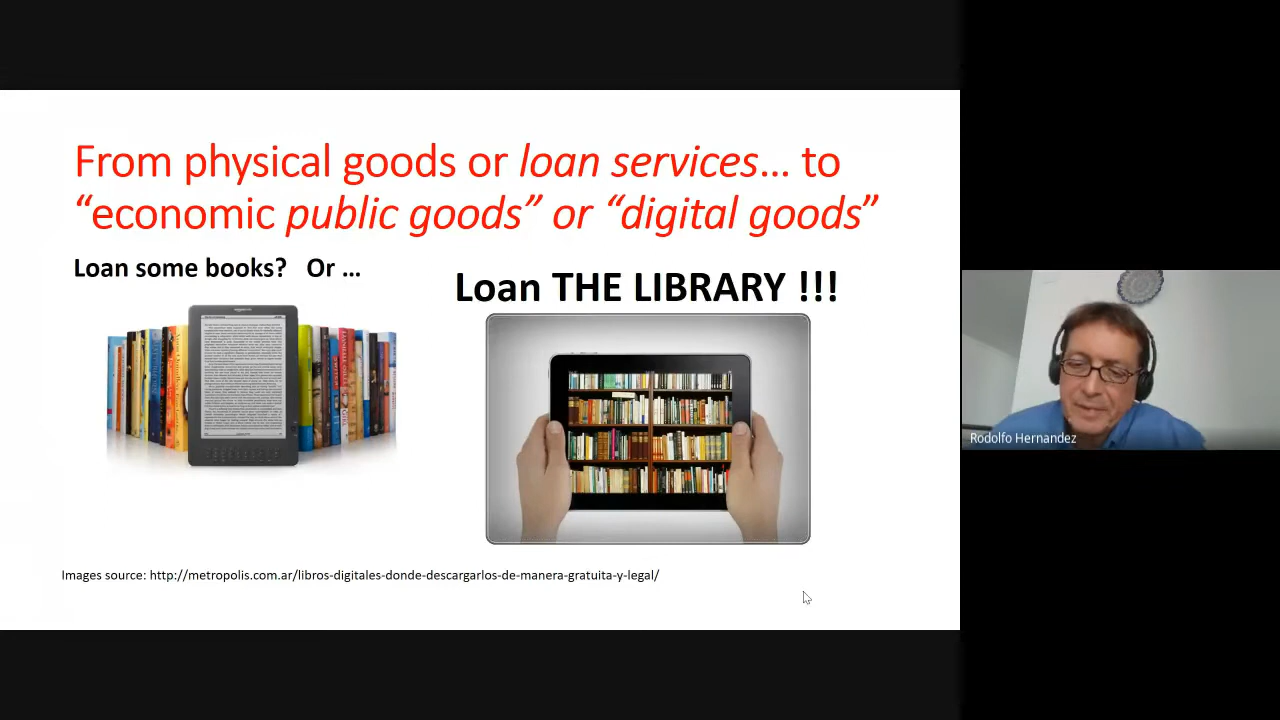 From physical goods or loan services… to
“economic public goods” or “digital goods”
Loan some books?   Or …
Loan THE LIBRARY !!!
Images source: http://metropolis.com.ar/libros-digitales-donde-descargarlos-de-manera-gratuita-y-legal/
Rodolfo Hernandez